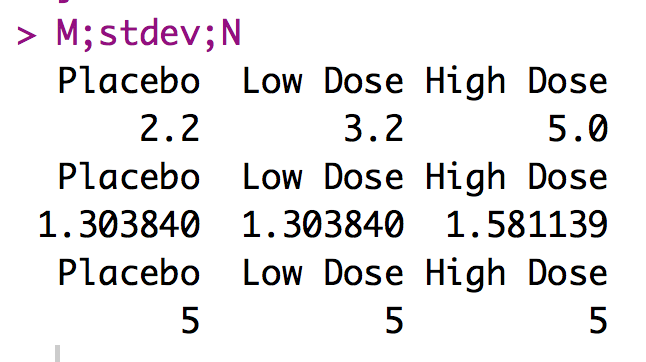 > M;stdev;N
Placebo Low Dose High Dose
2.2 3.2 5.0
Placebo Low Dose High Dose
1.303840 1.303840 1.581139
Placebo Low Dose High Dose
5 5 5